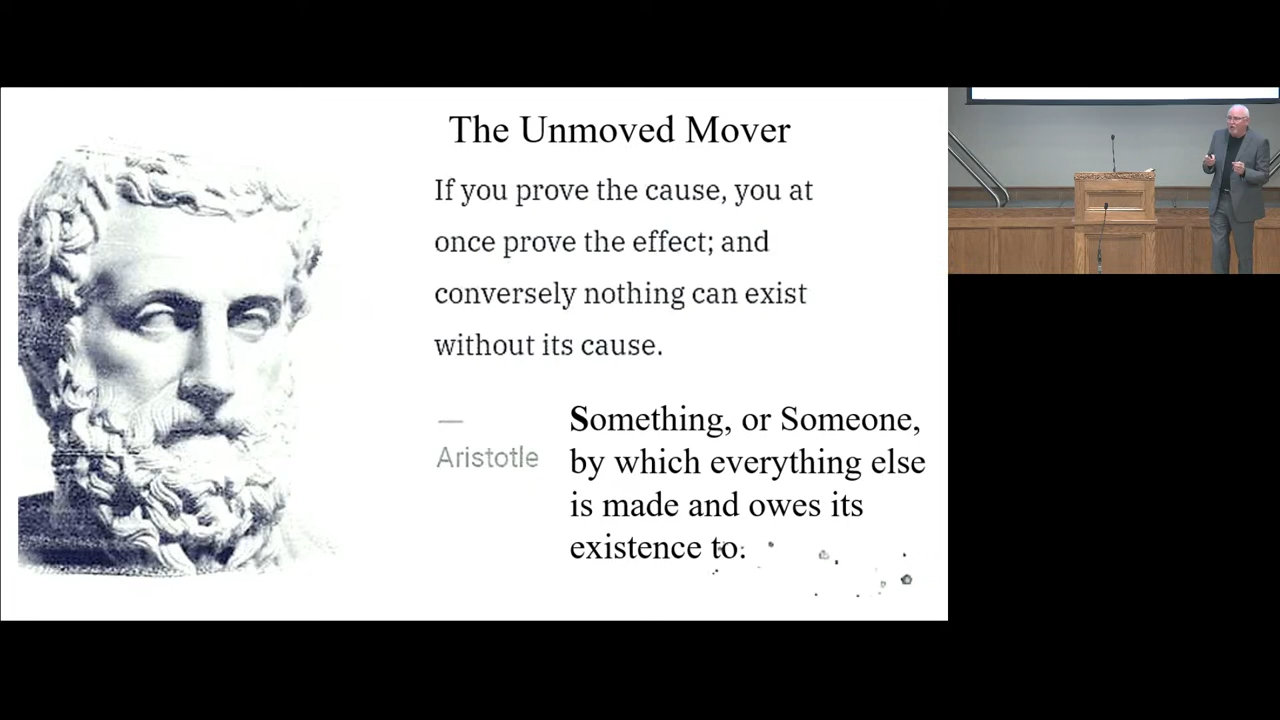 The Unmoved Mover
If you prove the cause, you at
once prove the effect; and
conversely nothing can exist
without its cause.
—
Aristotle
Something, or Someone,
by which everything else
is made and owes its
existence to.